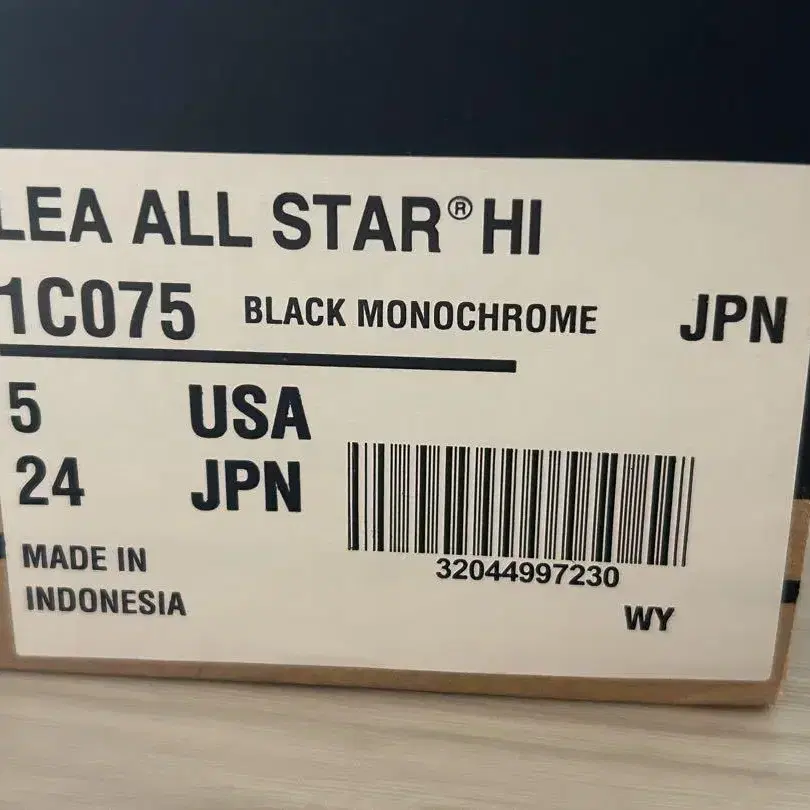 LEA ALL STAR® HI
1C075 BLACK MONOCHROME JPN
5 USA
24 JPN
MADE IN
INDONESIA
32044997230
WY